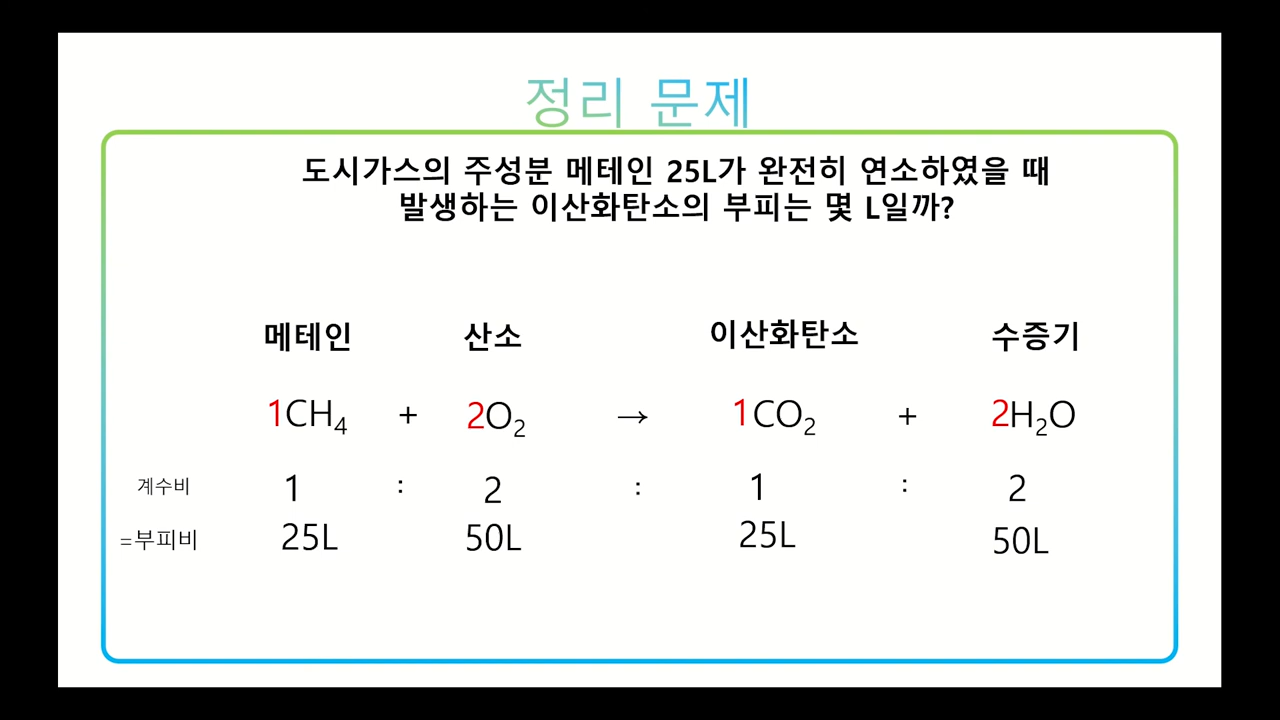 정리 문제
도시가스의 주성분 메테인 25L가 완전히 연소하였을 때
발생하는 이산화탄소의 부피는 몇 L일까?
메테인 산소 이산화탄소 수증기
1CH₄ + 2O₂ → 1CO₂ + 2H₂O
계수비 1 : 2 : 1 : 2
=부피비 25L 50L 25L 50L